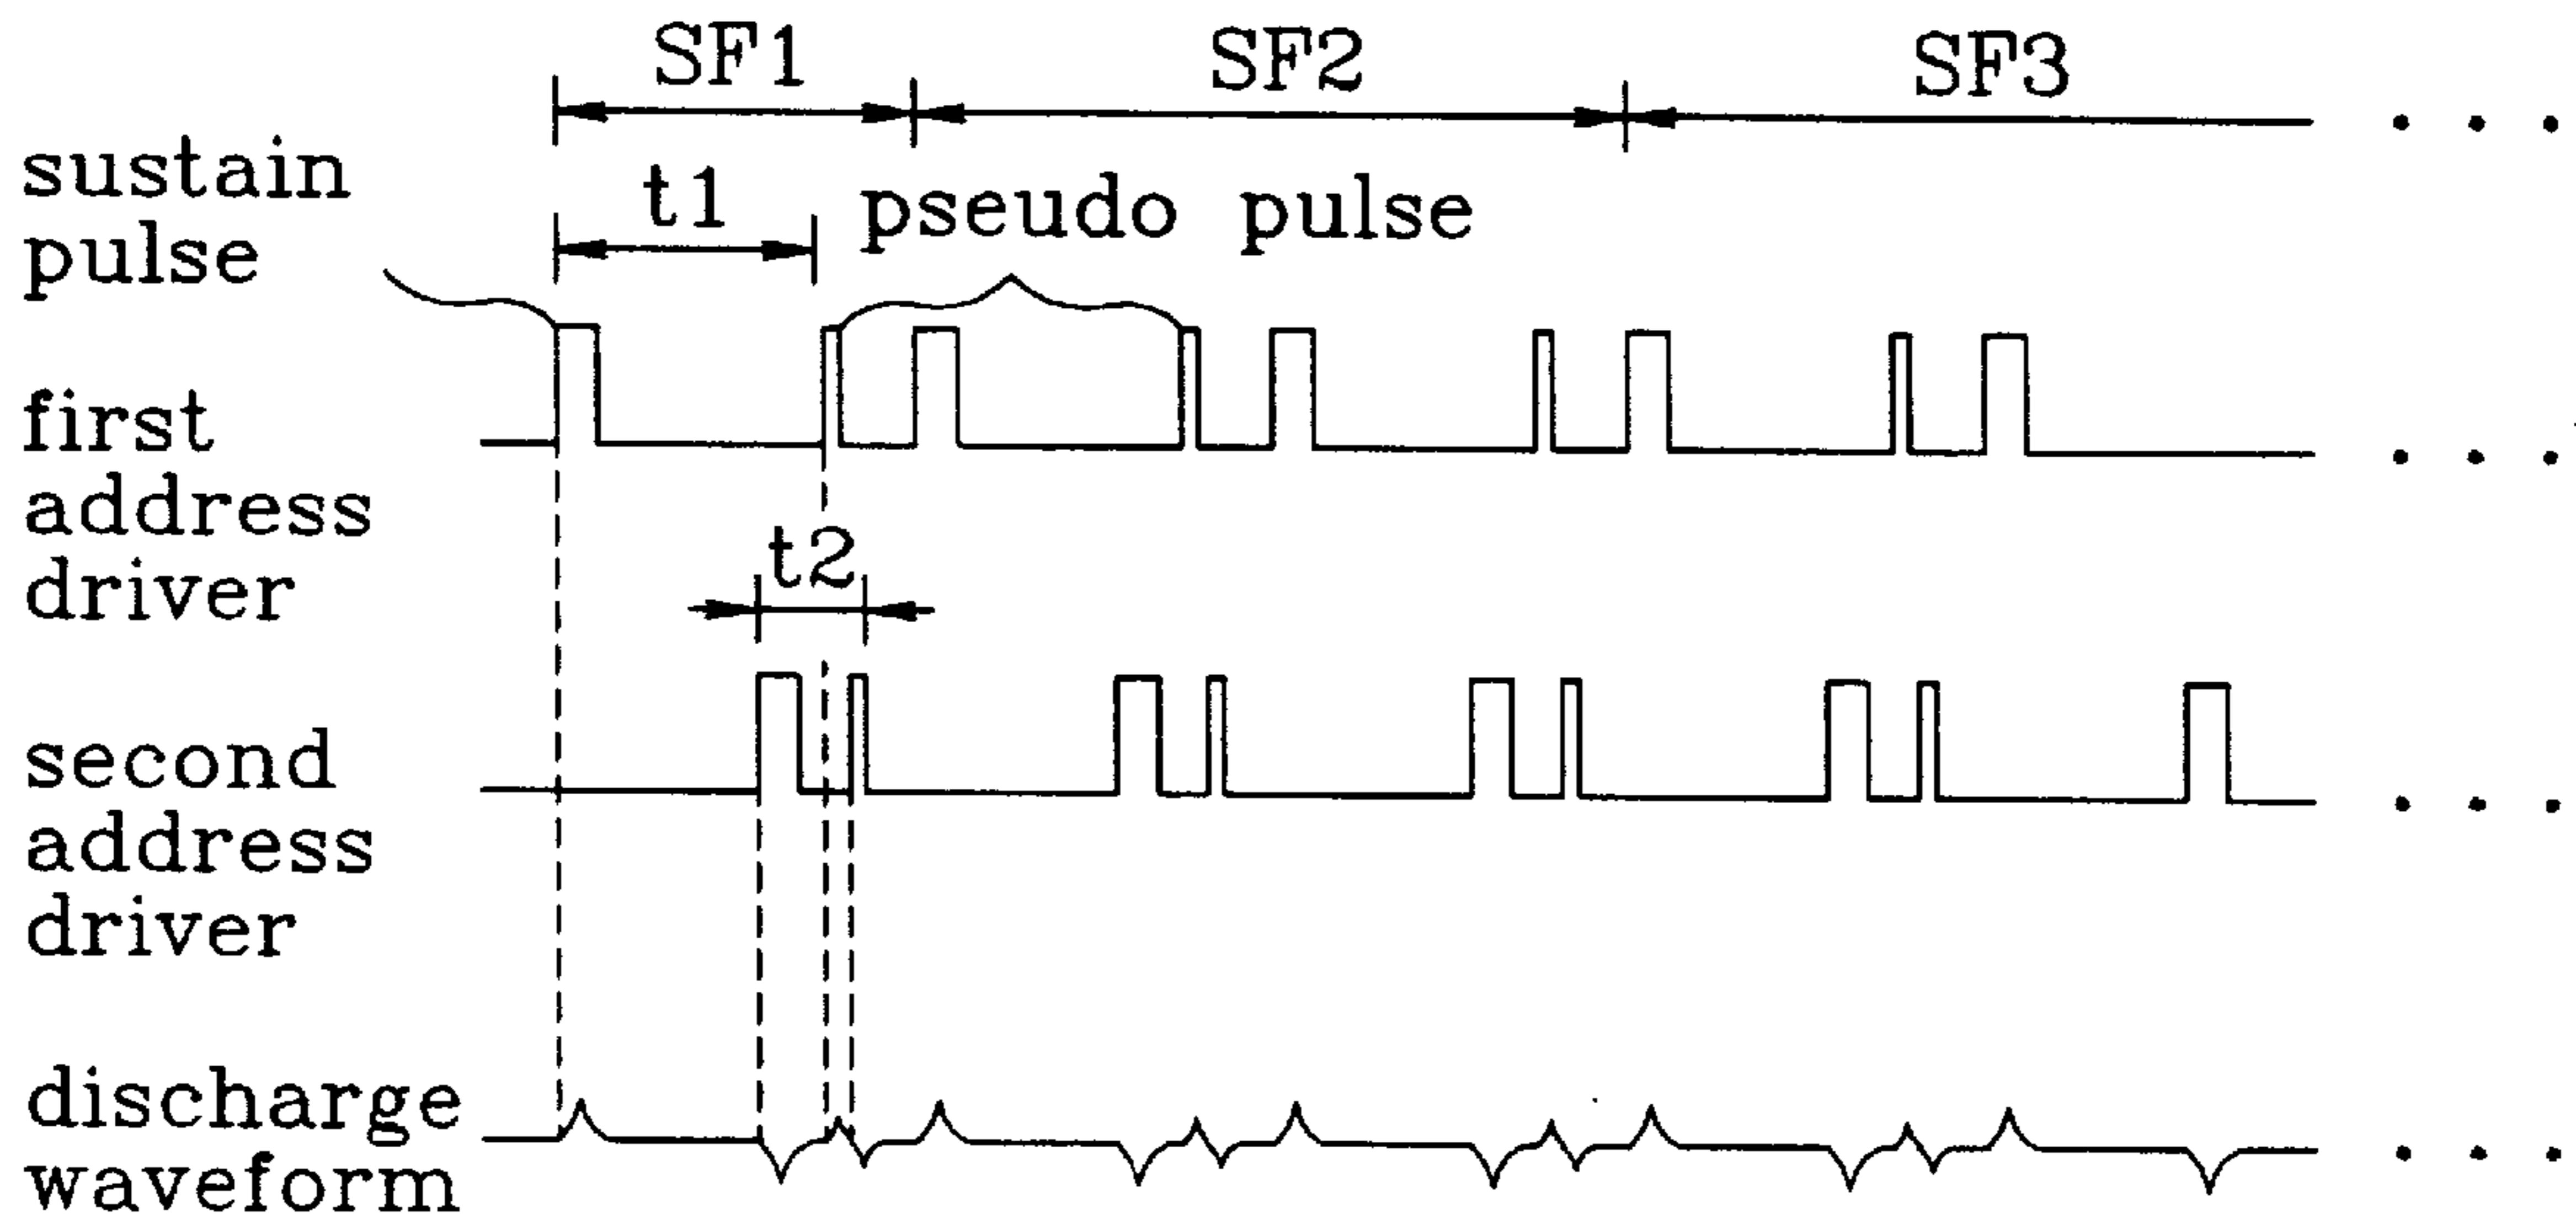 SF1 SF2 SF3
sustain
pulse
t1 pseudo pulse
first
address
driver
t2
second
address
driver
discharge
waveform